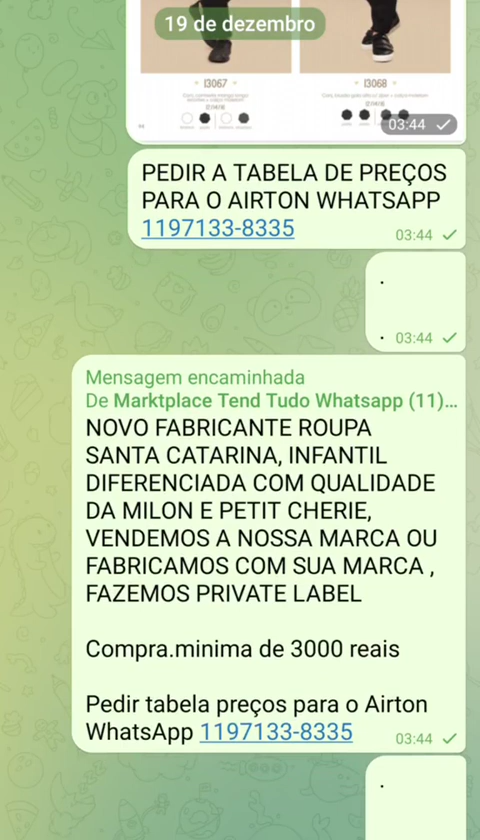 19 de dezembro
13067
13068
03:44
PEDIR A TABELA DE PREÇOS
PARA O AIRTON WHATSAPP
1197133-8335
03:44
.
. 03:44
Mensagem encaminhada
De Marktplace Tend Tudo Whatsapp (11)...
NOVO FABRICANTE ROUPA
SANTA CATARINA, INFANTIL
DIFERENCIADA COM QUALIDADE
DA MILON E PETIT CHERIE,
VENDEMOS A NOSSA MARCA OU
FABRICAMOS COM SUA MARCA ,
FAZEMOS PRIVATE LABEL
Compra.minima de 3000 reais
Pedir tabela preços para o Airton
WhatsApp 1197133-8335
03:44
.